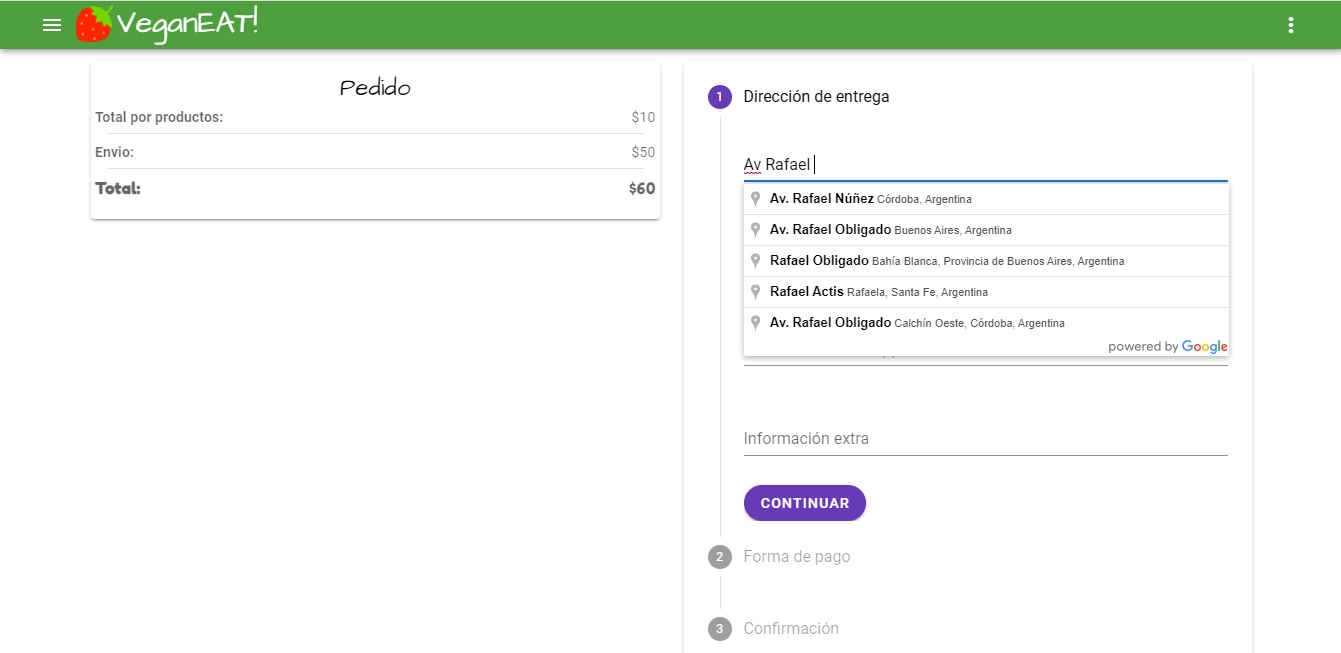 VeganEAT!
Pedido
Total por productos: $10
Envio: $50
Total: $60
1 Dirección de entrega
Av Rafael
Av. Rafael Núñez Córdoba, Argentina
Av. Rafael Obligado Buenos Aires, Argentina
Rafael Obligado Bahía Blanca, Provincia de Buenos Aires, Argentina
Rafael Actis Rafaela, Santa Fe, Argentina
Av. Rafael Obligado Calchín Oeste, Córdoba, Argentina
powered by Google
Información extra
CONTINUAR
2 Forma de pago
3 Confirmación